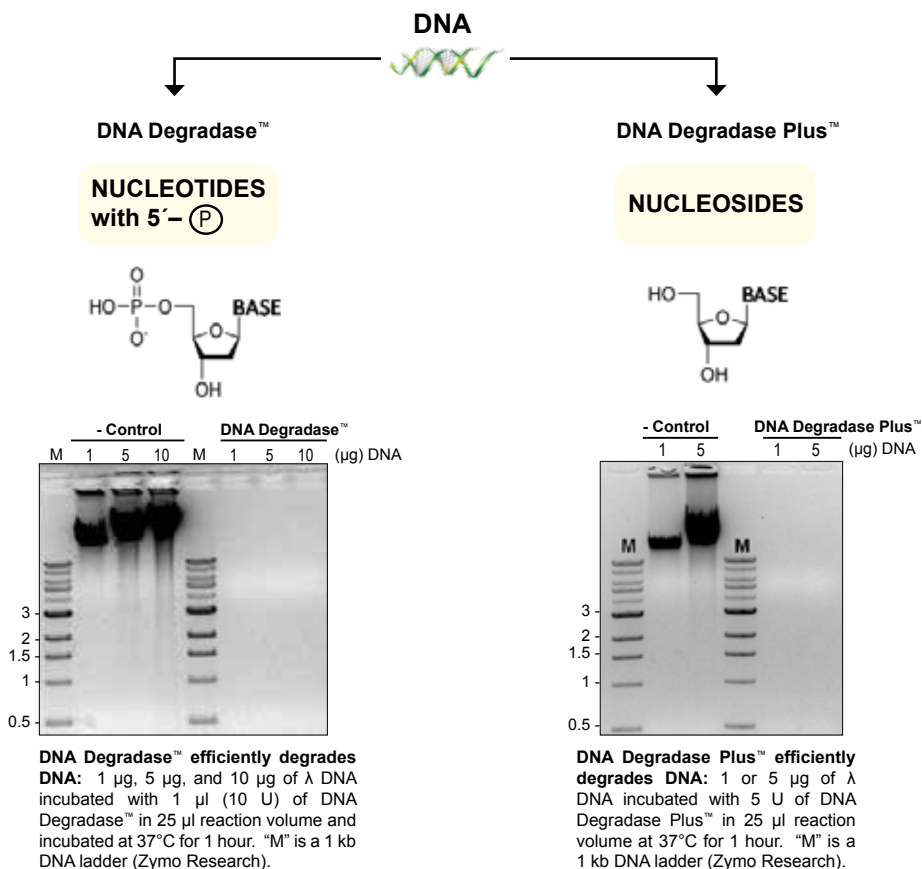 DNA
DNA Degradase™
NUCLEOTIDES
with 5´– P
O
HO–P–O
O-
O
BASE
OH
- Control
DNA Degradase™
M 1 5 10 M 1 5 10 (µg) DNA
3 -
2 -
1.5 -
1 -
0.5 -
DNA Degradase™ efficiently degrades
DNA: 1 µg, 5 µg, and 10 µg of λ DNA
incubated with 1 µl (10 U) of DNA
Degradase™ in 25 µl reaction volume and
incubated at 37°C for 1 hour. “M” is a 1 kb
DNA ladder (Zymo Research).
DNA Degradase Plus™
NUCLEOSIDES
HO
O
BASE
OH
- Control
DNA Degradase Plus™
1 5 1 5 (µg) DNA
M M
3 -
2 -
1.5 -
1 -
0.5 -
DNA Degradase Plus™ efficiently
degrades DNA: 1 or 5 µg of λ
DNA incubated with 5 U of DNA
Degradase Plus™ in 25 µl reaction
volume at 37°C for 1 hour. “M” is a
1 kb DNA ladder (Zymo Research).